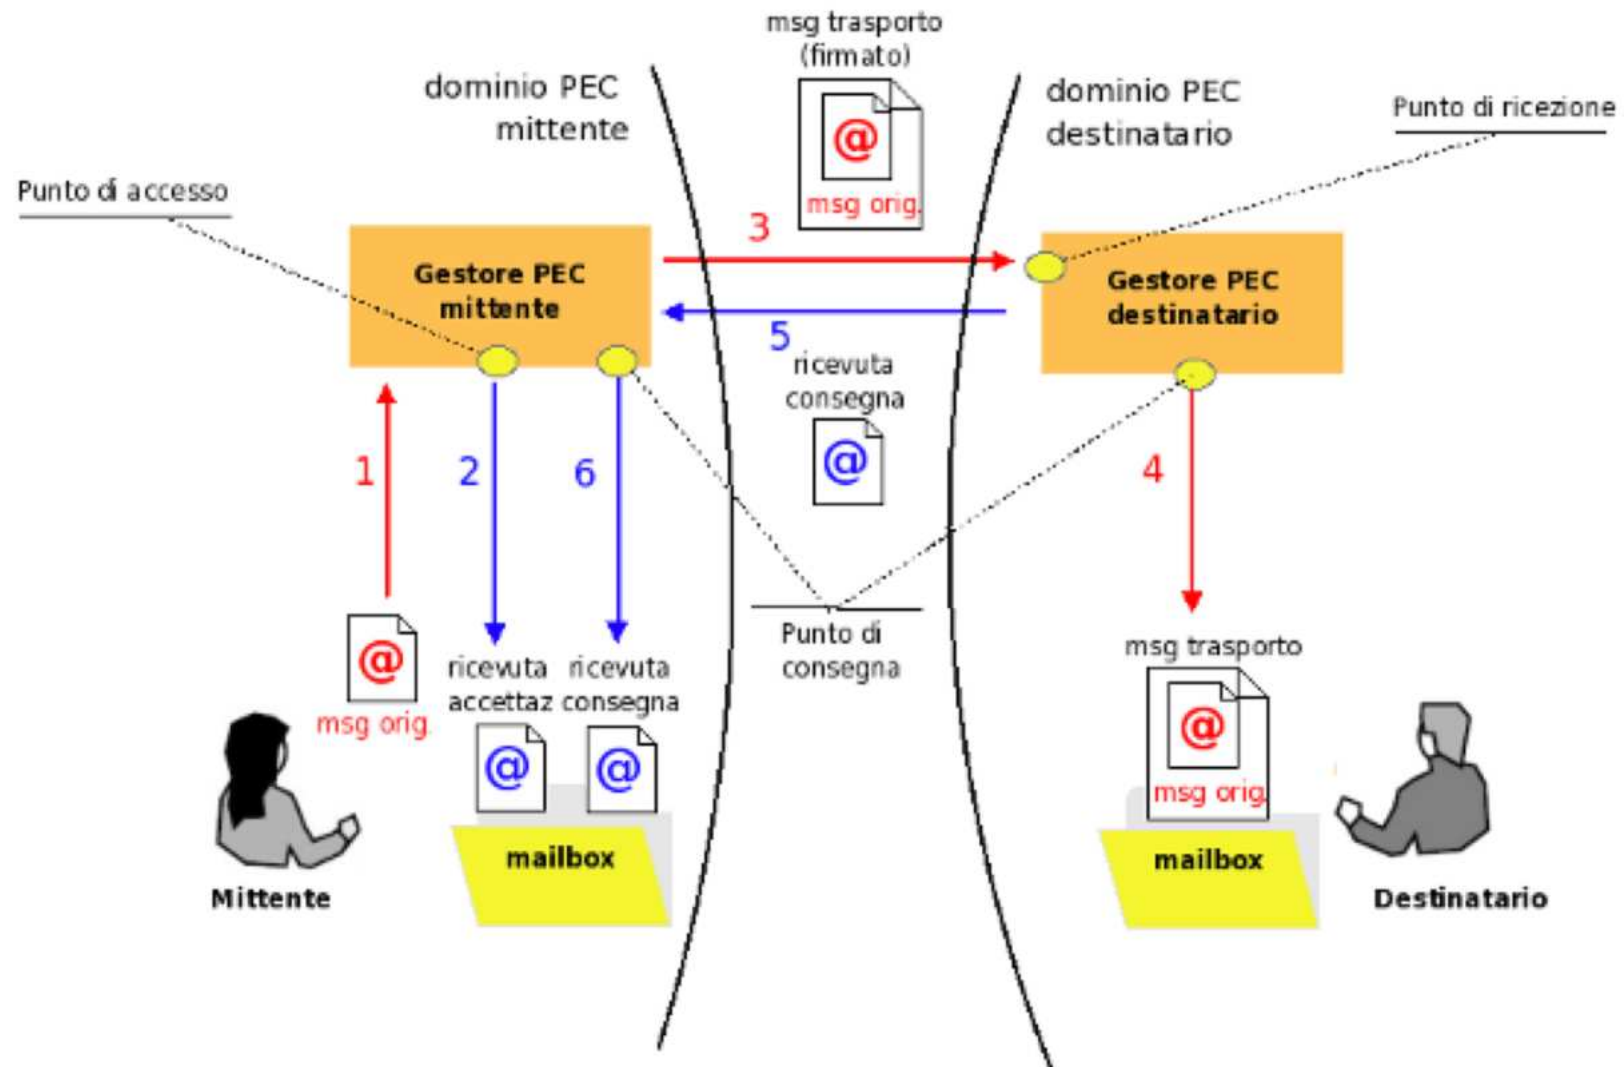 msg trasporto
(firmato)
dominio PEC
mittente
dominio PEC
destinatario
Punto di ricezione
Punto di accesso
@
msg orig.
3
Gestore PEC
mittente
Gestore PEC
destinatario
5
ricevuta
consegna
@
1
2
6
4
Punto di
consegna
@
msg orig
ricevuta
accettaz
ricevuta
consegna
@
@
msg trasporto
@
msg orig.
mailbox
mailbox
Mittente
Destinatario